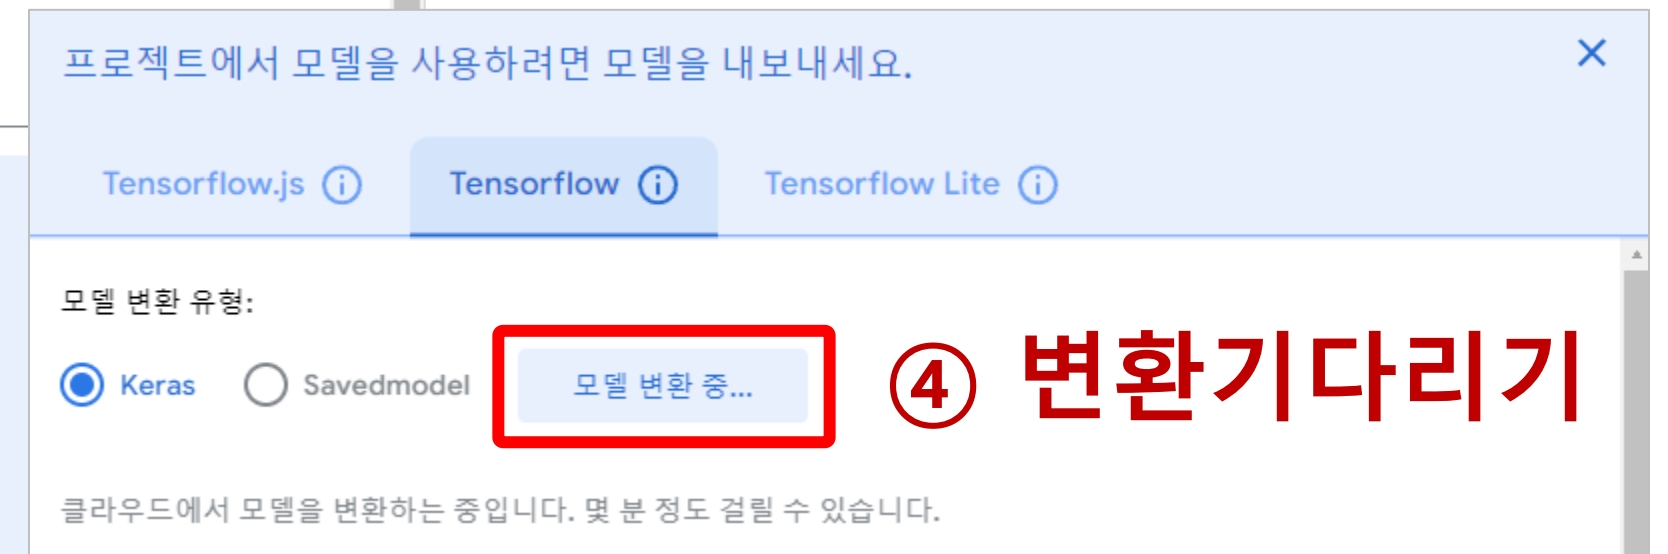 프로젝트에서 모델을 사용하려면 모델을 내보내세요.
Tensorflow.js Tensorflow Tensorflow Lite
모델 변환 유형:
Keras Savedmodel 모델 변환 중... ④ 변환기다리기
클라우드에서 모델을 변환하는 중입니다. 몇 분 정도 걸릴 수 있습니다.